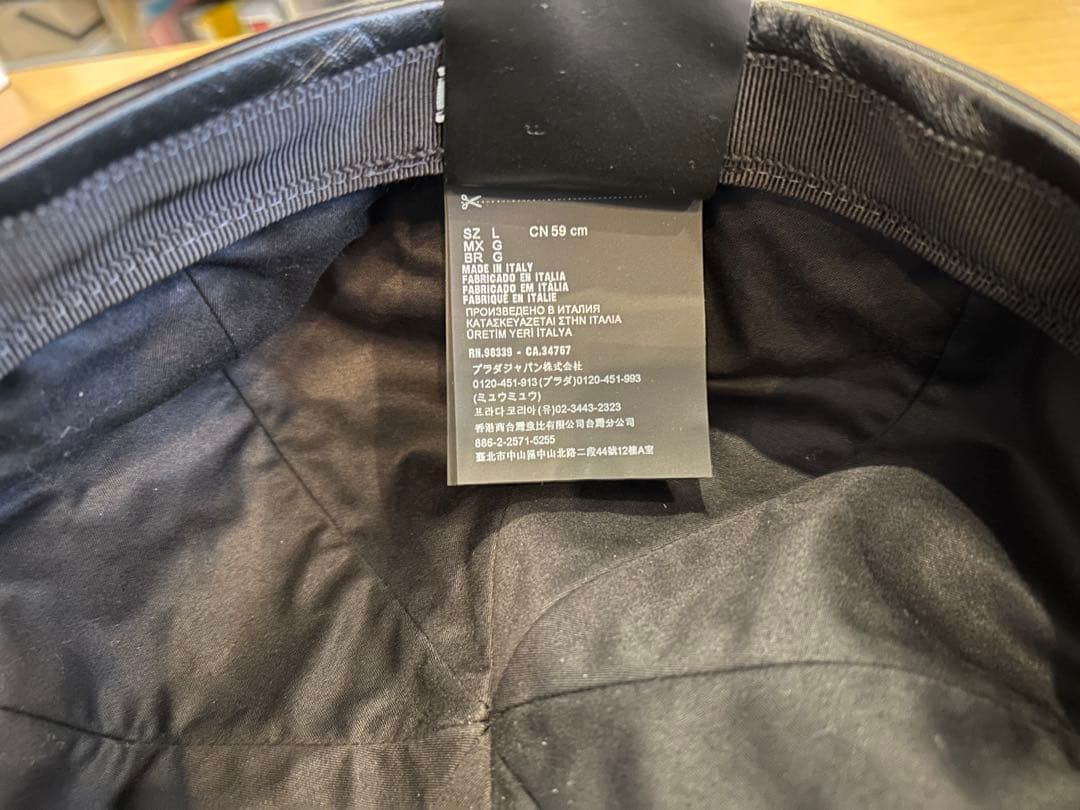 SZ L CN 59 cm
MX G
BR G
MADE IN ITALY
FABRICADO EN ITALIA
FABRICADO EM ITÁLIA
FABRIQUÉ EN ITALIE
ПРОИЗВЕДЕНО В ИТАЛИЯ
ΚΑΤΑΣΚΕΥΑΖΕΤΑΙ ΣΤΗΝ ΙΤΑΛΙΑ
ÜRETİM YERİ İTALYA
RN.98339 - CA.34767
プラダジャパン株式会社
0120-451-913(プラダ)0120-451-993
(ミュウミュウ)
프라다 코리아(유)02-3443-2323
香港商台灣壹比有限公司台灣分公司
886-2-2571-5255
臺北市中山區中山北路二段44號12樓A室